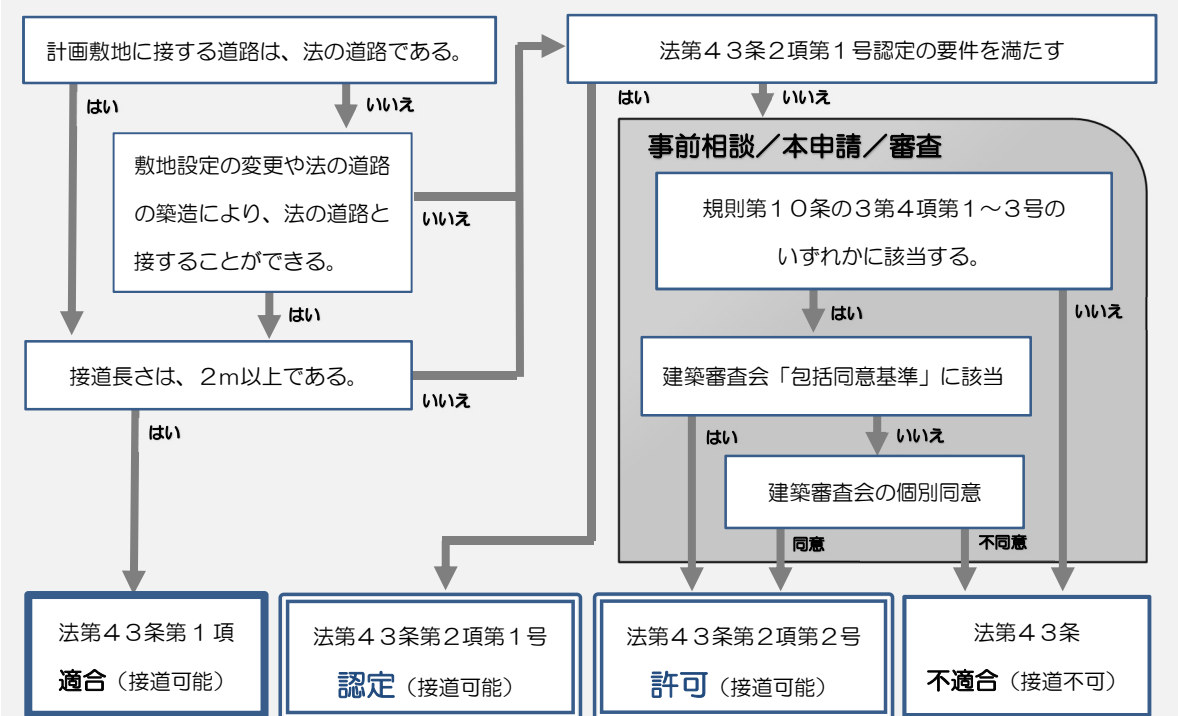 計画敷地に接する道路は、法の道路である。
はい
いいえ
敷地設定の変更や法の道路
の築造により、法の道路と
接することができる。
いいえ
はい
接道長さは、2m以上である。
いいえ
はい
法第43条2項第1号認定の要件を満たす
はい
いいえ
事前相談/本申請/審査
規則第10条の3第4項第1~3号の
いずれかに該当する。
はい
いいえ
建築審査会「包括同意基準」に該当
はい
いいえ
建築審査会の個別同意
同意
不同意
法第43条第1項
適合(接道可能)
法第43条第2項第1号
認定(接道可能)
法第43条第2項第2号
許可(接道可能)
法第43条
不適合(接道不可)